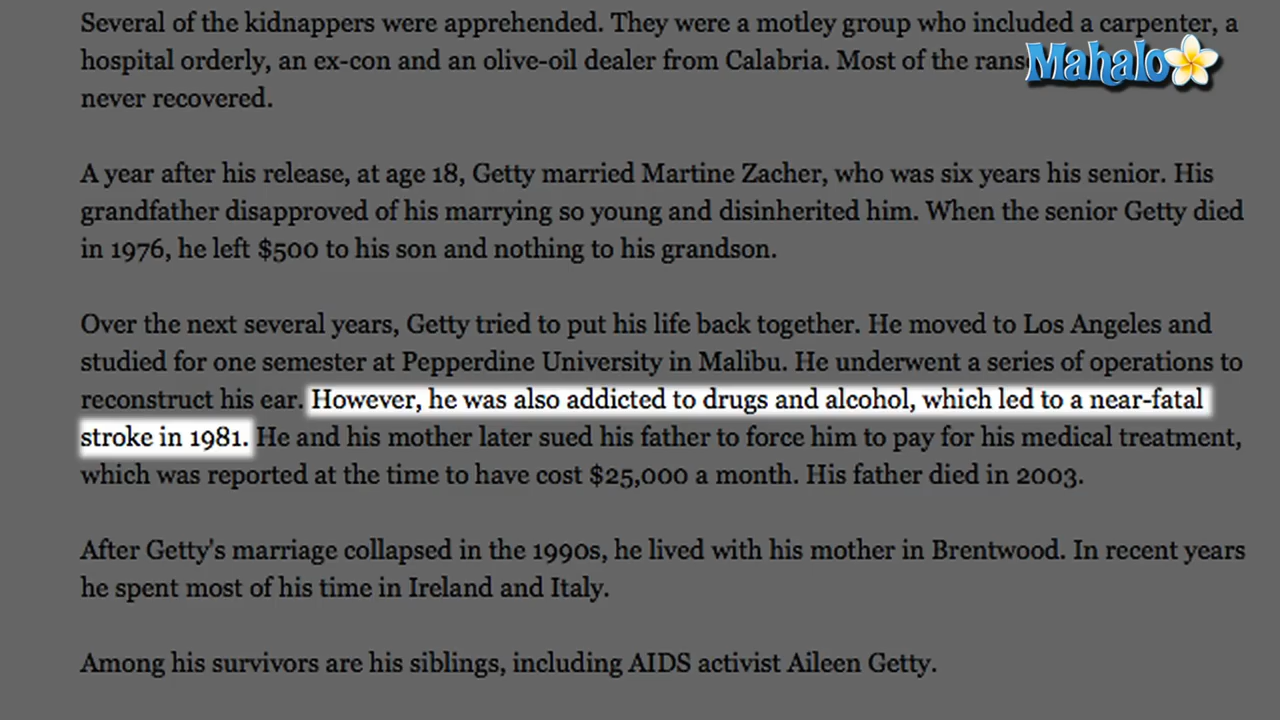 Several of the kidnappers were apprehended. They were a motley group who included a carpenter, a
Mahalo
hospital orderly, an ex-con and an olive-oil dealer from Calabria. Most of the
never recovered.
A year after his release, at age 18, Getty married Martine Zacher, who was six years his senior. His
grandfather disapproved of his marrying so young and disinherited him. When the senior Getty died
in 1976, he left $500 to his son and nothing to his grandson.
Over the next several years, Getty tried to put his life back together. He moved to Los Angeles and
studied for one semester at Pepperdine University in Malibu. He underwent a series of operations to
reconstruct his ear. However, he was also addicted to drugs and alcohol, which led to a near-fatal
stroke in 1981. He and his mother later sued his father to force him to pay for his medical treatment,
which was reported at the time to have cost $25,000 a month. His father died in 2003.
After Getty's marriage collapsed in the 1990s, he lived with his mother in Brentwood. In recent years
he spent most of his time in Ireland and Italy.
Among his survivors are his siblings, including AIDS activist Aileen Getty.